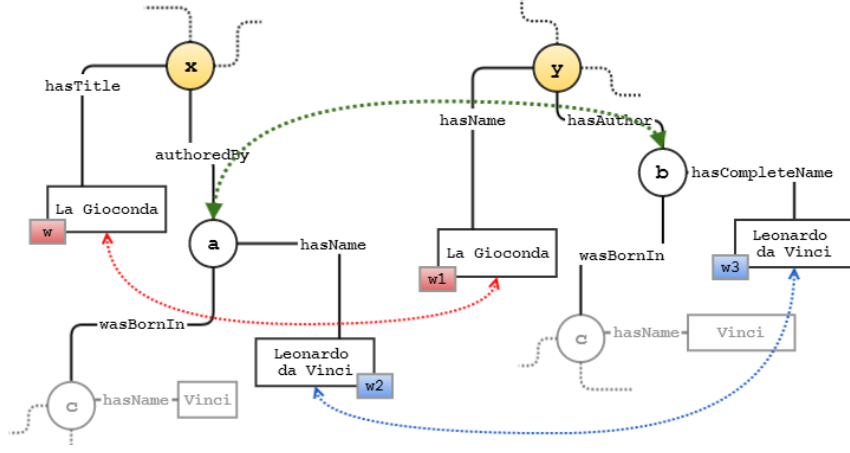 x
y
hasTitle
hasName
hasAuthor
authoredBy
b
hasCompleteName
La Gioconda
w
a
hasName
La Gioconda
w1
wasBornIn
Leonardo
da Vinci
w3
wasBornIn
c
hasName
Vinci
Leonardo
da Vinci
w2
c
hasName
Vinci